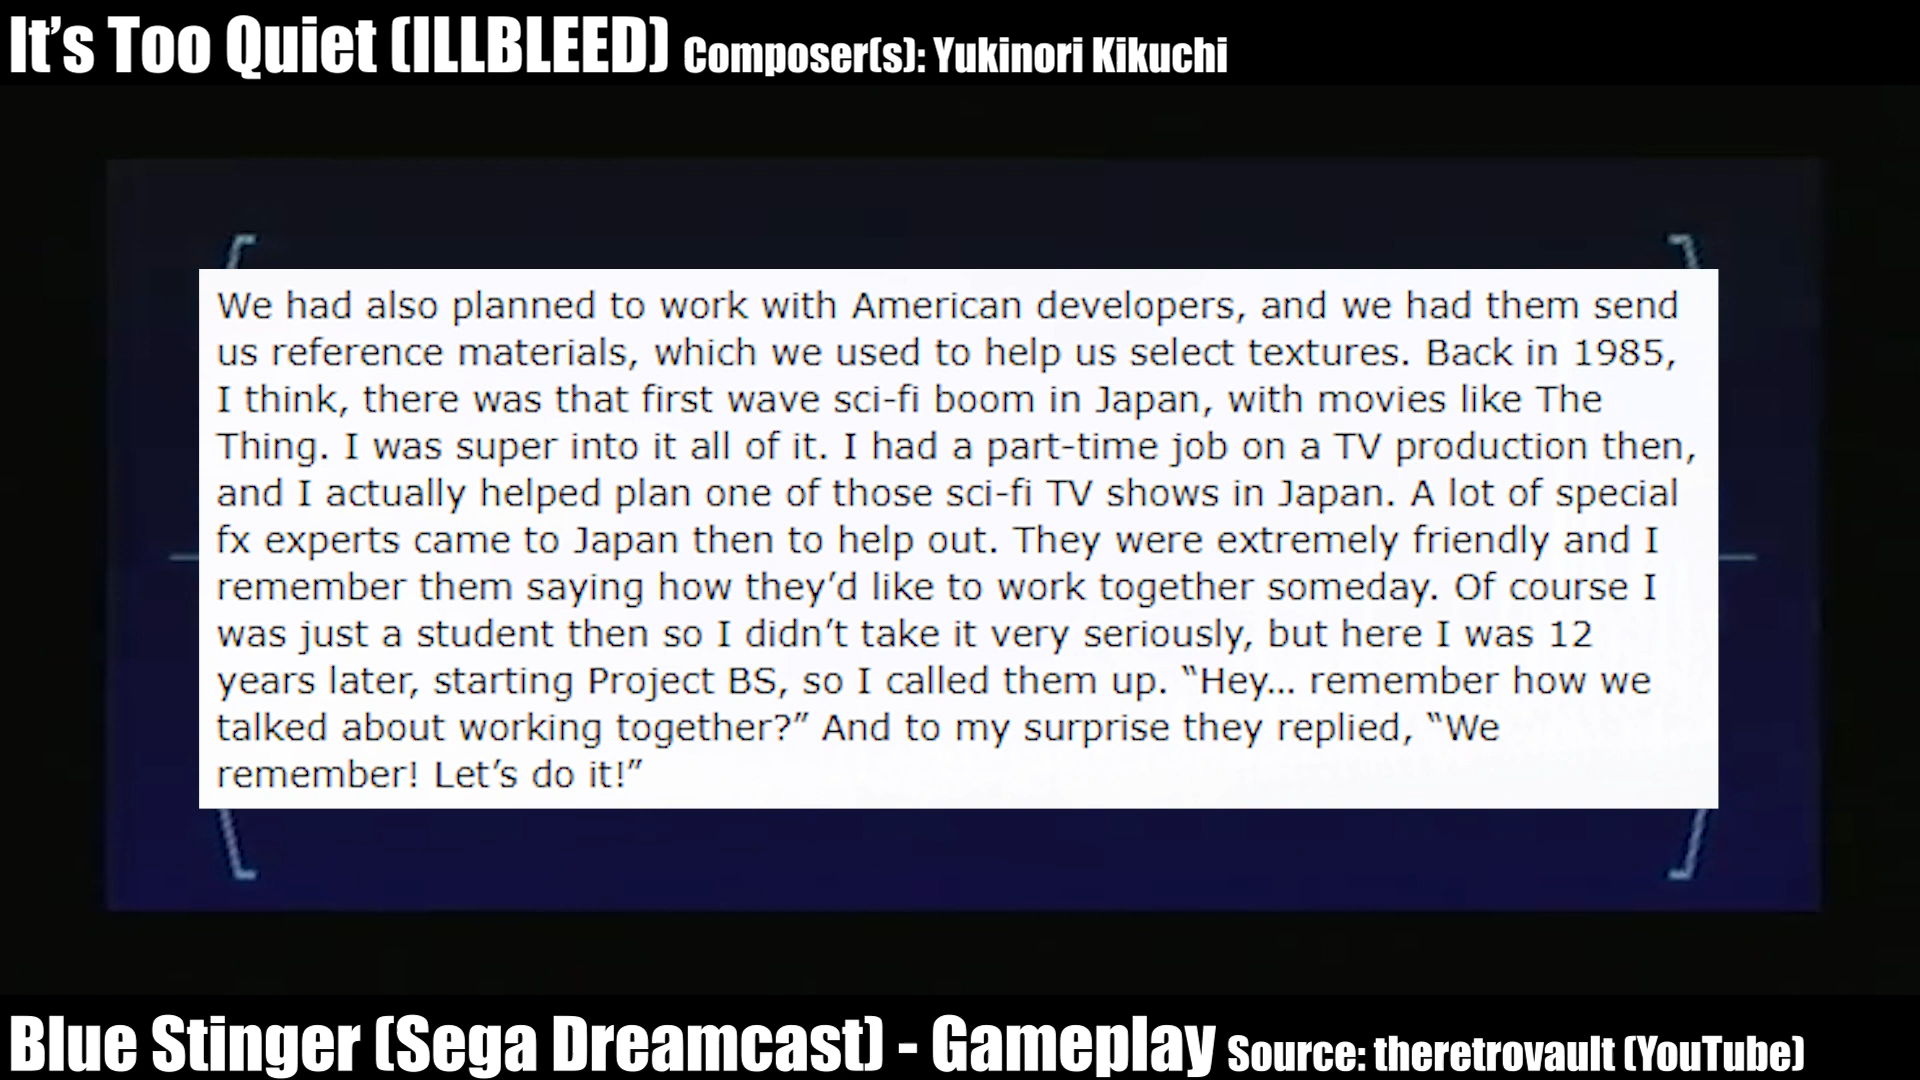 It's Too Quiet (ILLBLEED) Composer(s): Yukinori Kikuchi
We had also planned to work with American developers, and we had them send
us reference materials, which we used to help us select textures. Back in 1985,
I think, there was that first wave sci-fi boom in Japan, with movies like The
Thing. I was super into it all of it. I had a part-time job on a TV production then,
and I actually helped plan one of those sci-fi TV shows in Japan. A lot of special
fx experts came to Japan then to help out. They were extremely friendly and I
remember them saying how they’d like to work together someday. Of course I
was just a student then so I didn’t take it very seriously, but here I was 12
years later, starting Project BS, so I called them up. “Hey… remember how we
talked about working together?” And to my surprise they replied, “We
remember! Let’s do it!”
Blue Stinger (Sega Dreamcast) - Gameplay Source: theretrovault (YouTube)